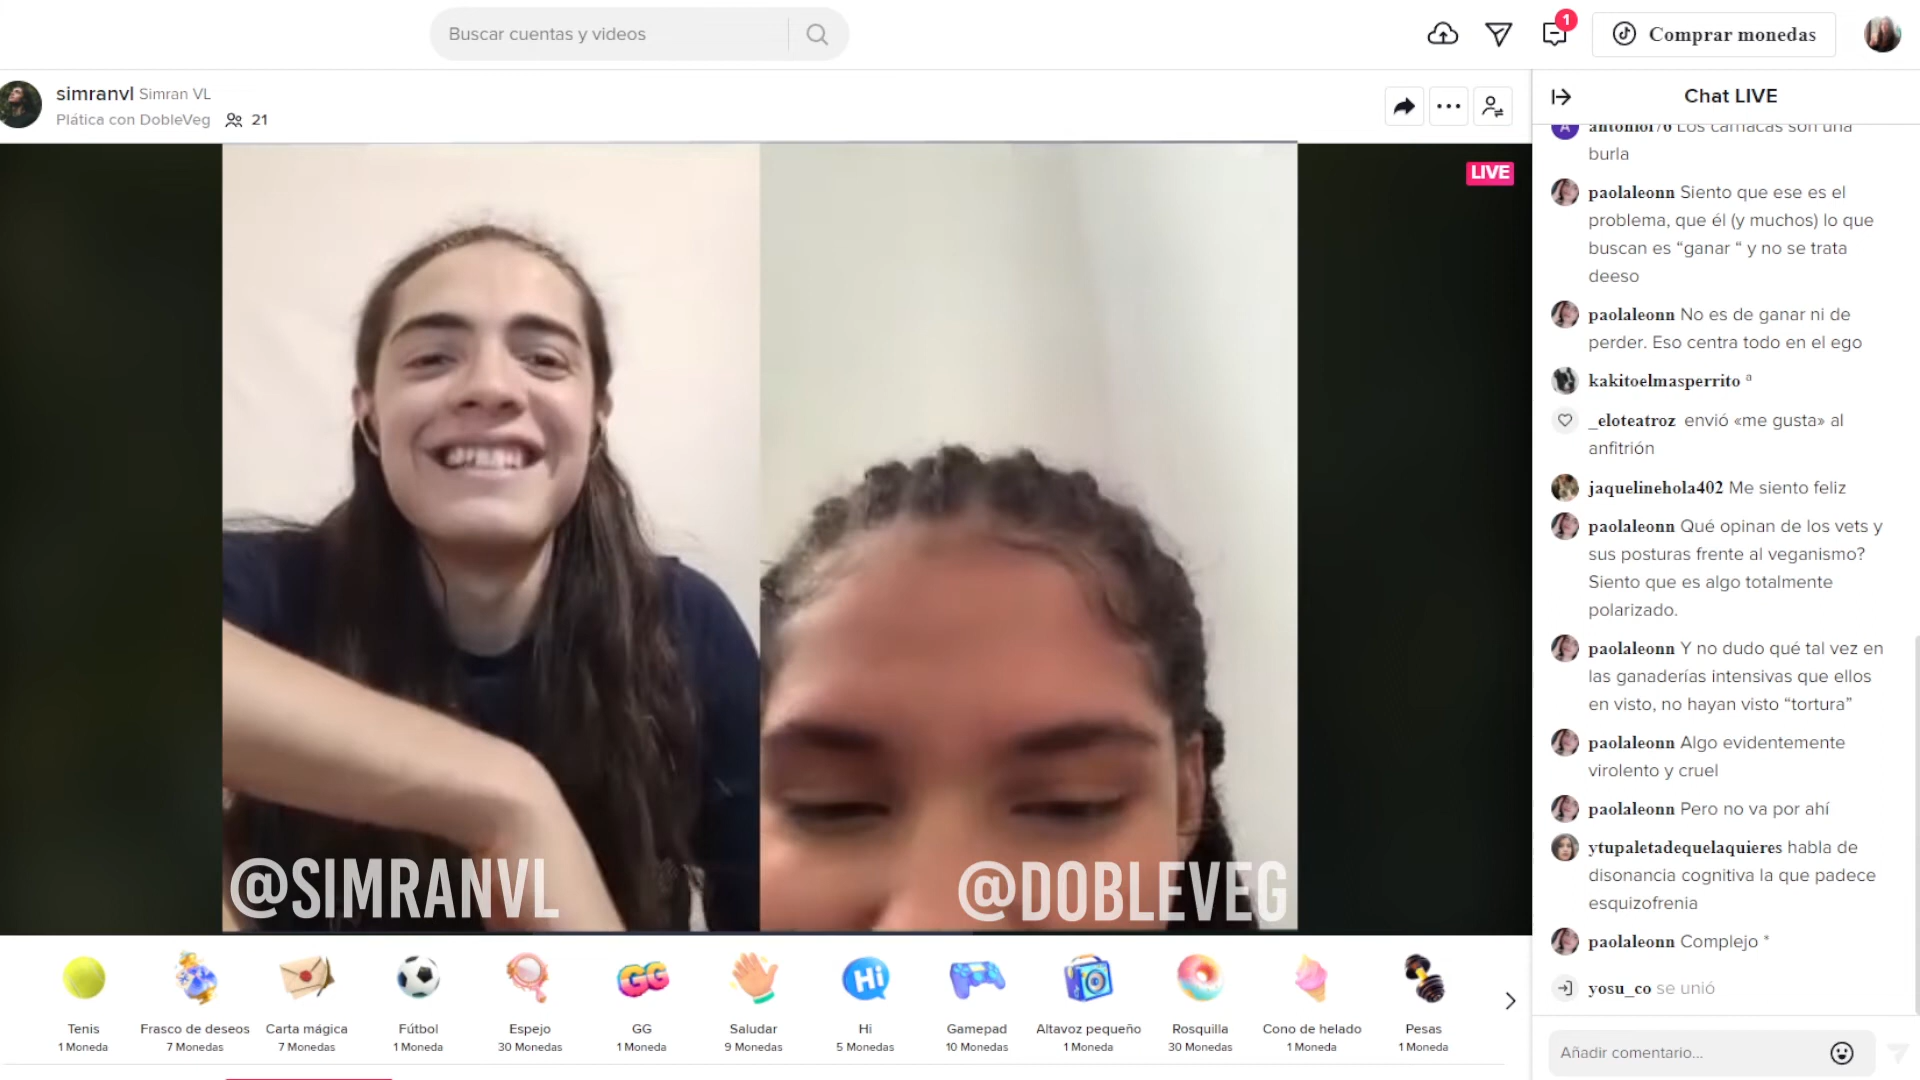 Buscar cuentas y videos
1
Comprar monedas
simranvl Simran VL
Plática con DobleVeg 21
LIVE
@SIMRANVL
@DOBLEVEG
Tenis
1 Moneda
Frasco de deseos
7 Monedas
Carta mágica
7 Monedas
Fútbol
1 Moneda
Espejo
30 Monedas
GG
GG
1 Moneda
Saludar
9 Monedas
Hi
Hi
5 Monedas
Gamepad
10 Monedas
Altavoz pequeño
1 Moneda
Rosquilla
30 Monedas
Cono de helado
1 Moneda
Pesas
1 Moneda
Chat LIVE
A
Los carnacas son una
burla
paolaleonn Siento que ese es el
problema, que él (y muchos) lo que
buscan es “ganar “ y no se trata
deeso
paolaleonn No es de ganar ni de
perder. Eso centra todo en el ego
kakitoelmasperrito ª
_eloteatroz envió «me gusta» al
anfitrión
jaquelinehola402 Me siento feliz
paolaleonn Qué opinan de los vets y
sus posturas frente al veganismo?
Siento que es algo totalmente
polarizado.
paolaleonn Y no dudo qué tal vez en
las ganaderías intensivas que ellos
en visto, no hayan visto “tortura”
paolaleonn Algo evidentemente
virolento y cruel
paolaleonn Pero no va por ahí
ytupaletadequelaquieres habla de
disonancia cognitiva la que padece
esquizofrenia
paolaleonn Complejo *
yosu_co se unió
Añadir comentario...